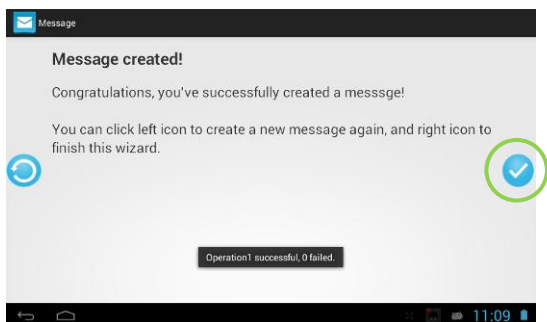 Message
Message created!
Congratulations, you've successfully created a messsge!
You can click left icon to create a new message again, and right icon to
finish this wizard.
Operation1 successful, 0 failed.
11:09